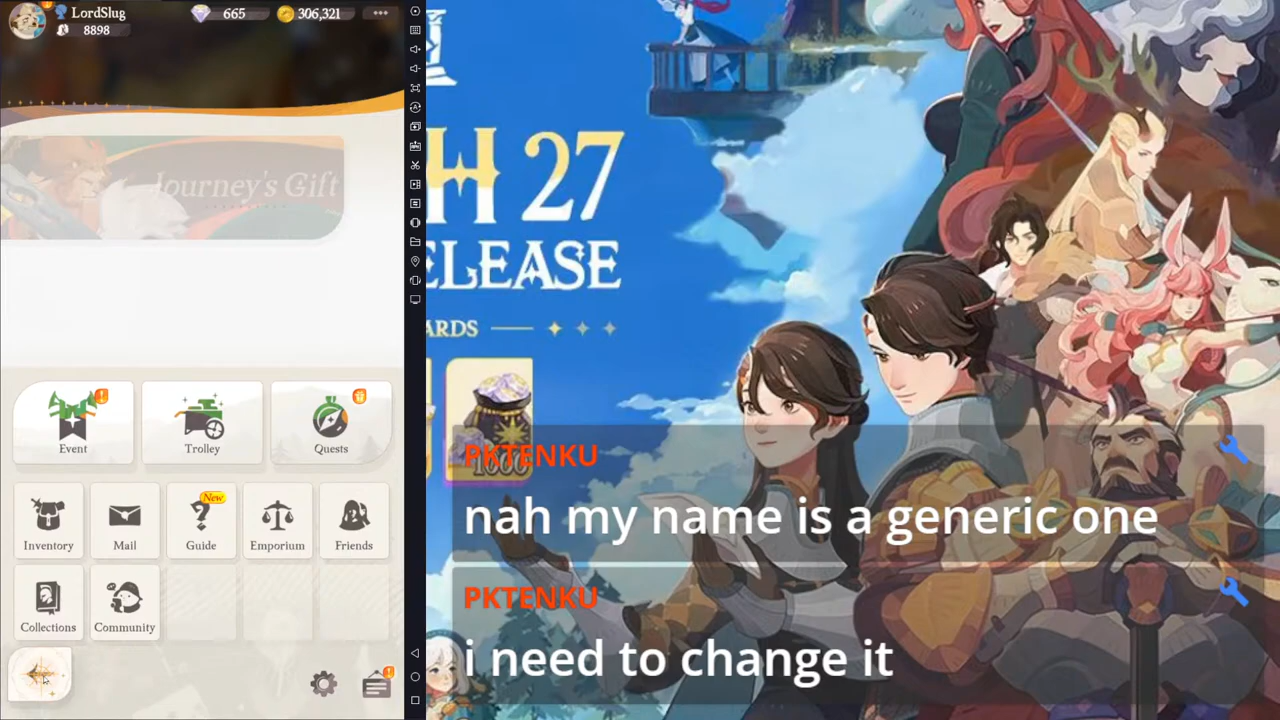 LordSlug
8898
665
306,321
Journey's Gift
Event
Trolley
Quests
Inventory
Mail
New
Guide
Emporium
Friends
Collections
Community
H 27
ELEASE
ARDS
1000
PKTENKU
nah my name is a generic one
PKTENKU
i need to change it